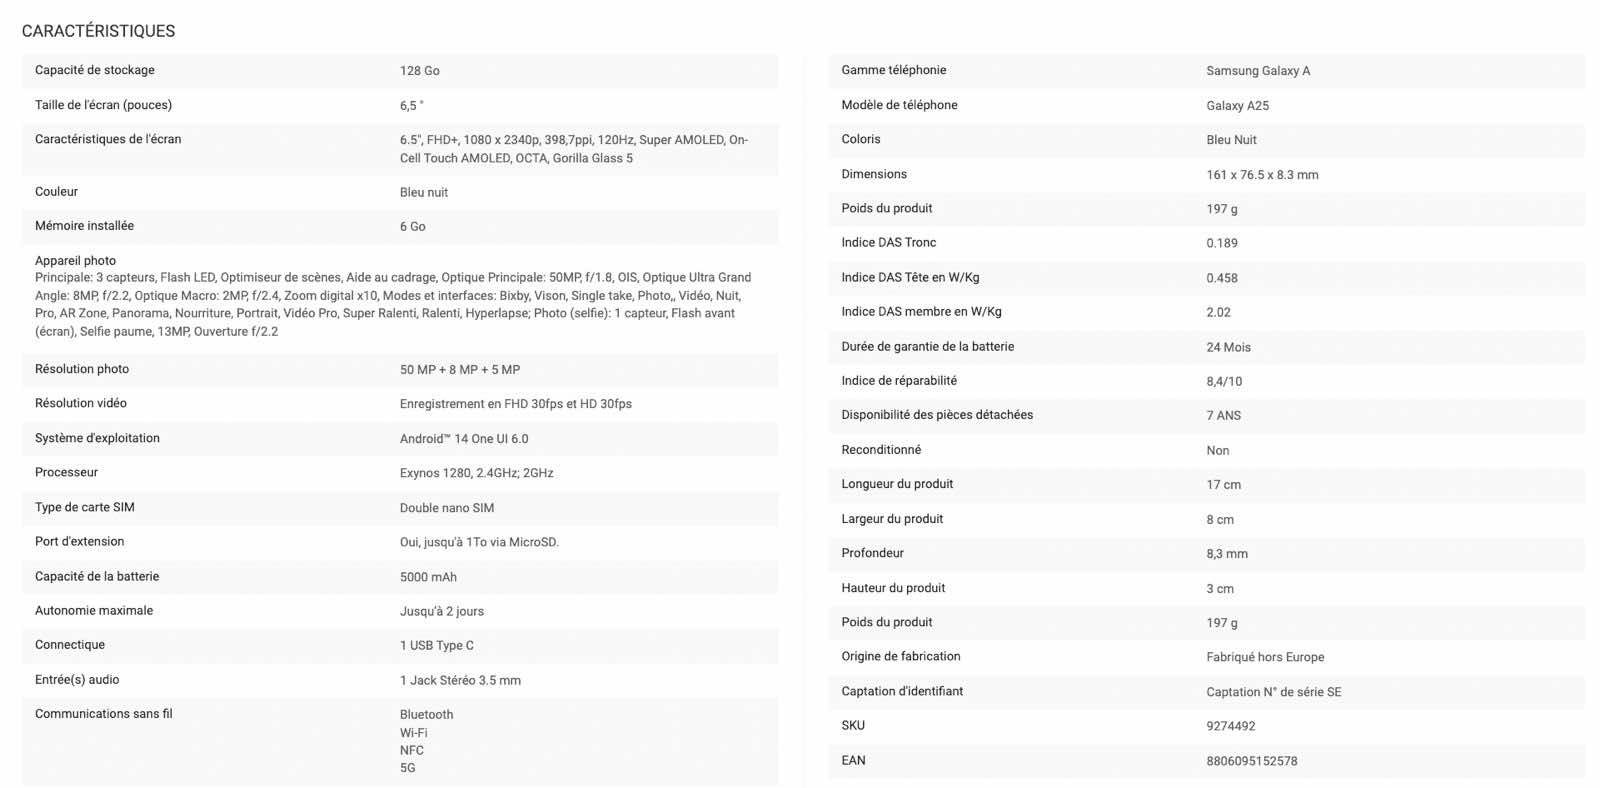 CARACTÉRISTIQUES
Capacité de stockage 128 Go
Taille de l'écran (pouces) 6,5 "
Caractéristiques de l'écran 6.5", FHD+, 1080 x 2340p, 398,7ppi, 120Hz, Super AMOLED, On-
Cell Touch AMOLED, OCTA, Gorilla Glass 5
Couleur Bleu nuit
Mémoire installée 6 Go
Appareil photo
Principale: 3 capteurs, Flash LED, Optimiseur de scènes, Aide au cadrage, Optique Principale: 50MP, f/1.8, OIS, Optique Ultra Grand
Angle: 8MP, f/2.2, Optique Macro: 2MP, f/2.4, Zoom digital x10, Modes et interfaces: Bixby, Vison, Single take, Photo,, Vidéo, Nuit,
Pro, AR Zone, Panorama, Nourriture, Portrait, Vidéo Pro, Super Ralenti, Ralenti, Hyperlapse; Photo (selfie): 1 capteur, Flash avant
(écran), Selfie paume, 13MP, Ouverture f/2.2
Résolution photo 50 MP + 8 MP + 5 MP
Résolution vidéo Enregistrement en FHD 30fps et HD 30fps
Système d'exploitation Android™ 14 One UI 6.0
Processeur Exynos 1280, 2.4GHz; 2GHz
Type de carte SIM Double nano SIM
Port d'extension Oui, jusqu'à 1To via MicroSD.
Capacité de la batterie 5000 mAh
Autonomie maximale Jusqu'à 2 jours
Connectique 1 USB Type C
Entrée(s) audio 1 Jack Stéréo 3.5 mm
Communications sans fil Bluetooth
Wi-Fi
NFC
5G
Gamme téléphonie Samsung Galaxy A
Modèle de téléphone Galaxy A25
Coloris Bleu Nuit
Dimensions 161 x 76.5 x 8.3 mm
Poids du produit 197 g
Indice DAS Tronc 0.189
Indice DAS Tête en W/Kg 0.458
Indice DAS membre en W/Kg 2.02
Durée de garantie de la batterie 24 Mois
Indice de réparabilité 8,4/10
Disponibilité des pièces détachées 7 ANS
Reconditionné Non
Longueur du produit 17 cm
Largeur du produit 8 cm
Profondeur 8,3 mm
Hauteur du produit 3 cm
Poids du produit 197 g
Origine de fabrication Fabriqué hors Europe
Captation d'identifiant Captation N° de série SE
SKU 9274492
EAN 8806095152578